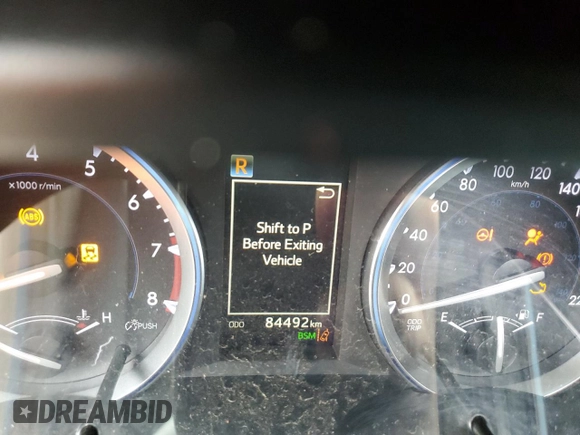 4 5 6 7 8
×1000 r/min
ABS
H
PUSH
R
Shift to P
Before Exiting
Vehicle
ODO 84492 km
BSM
0 20 40 60 80 100 120 140
km/h
ODO
TRIP
E F
DREAMBID